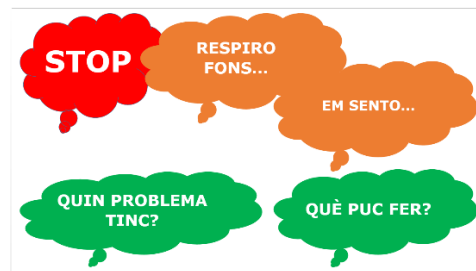 STOP
RESPIRO
FONS...
EM SENTO...
QUIN PROBLEMA
TINC?
QUÈ PUC FER?